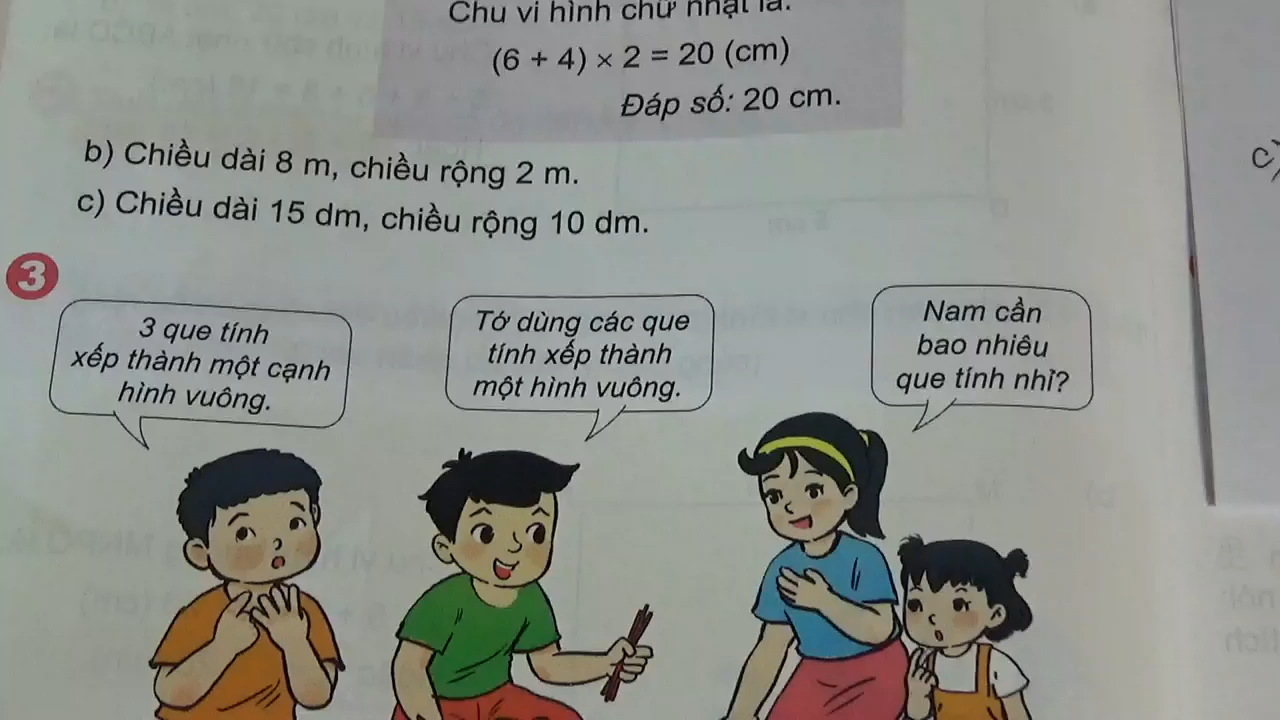 Chu vi hình chữ nhật là:
(6 + 4) × 2 = 20 (cm)
Đáp số: 20 cm.
b) Chiều dài 8 m, chiều rộng 2 m.
c) Chiều dài 15 dm, chiều rộng 10 dm.
c)
3
3 que tính
xếp thành một cạnh
hình vuông.
Tớ dùng các que
tính xếp thành
một hình vuông.
Nam cần
bao nhiêu
que tính nhỉ?